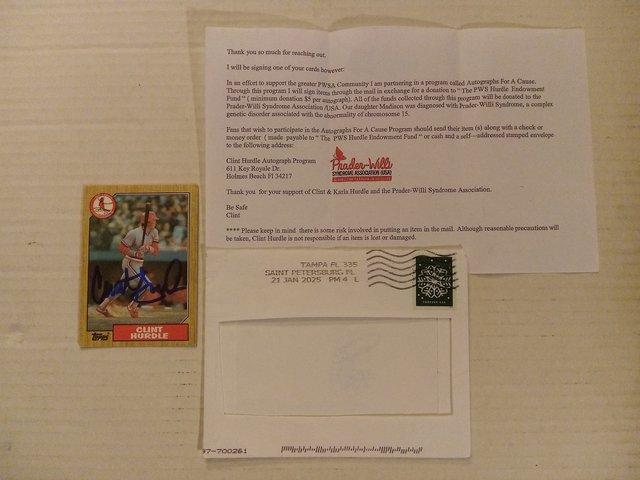 Thank you so much for reaching out,
I will be signing one of your cards however:
In an effort to support the greater PWSA Community I am partnering in a program called Autographs For A Cause.
Through this program I will sign items through the mail in exchange for a donation to " The PWS Hurdle Endowment
Fund " ( minimum donation $5 per autograph). All of the funds collected through this program will be donated to the
Prader-Willi Syndrome Association /USA. Our daughter Madison was diagnosed with Prader-Willi Syndrome, a complex
genetic disorder associated with the abnormality of chromosome 15.
Fans that wish to participate in the Autographs For A Cause Program should send their item (s) along with a check or
money order ( made payable to " The PWS Hurdle Endowment Fund " or cash and a self–addressed stamped envelope
to the following address:
Clint Hurdle Autograph Program
611 Key Royale Dr.
Holmes Beach Fl 34217
Prader-Willi
SYNDROME ASSOCIATION (USA)
Thank you for your support of Clint & Karla Hurdle and the Prader-Willi Syndrome Association.
Be Safe
Clint
**** Please keep in mind there is some risk involved in putting an item in the mail. Although reasonable precautions will
be taken, Clint Hurdle is not responsible if an item is lost or damaged.
TAMPA FL 335
SAINT PETERSBURG FL
21 JAN 2025 PM 4 L
Topps
CLINT
HURDLE
97-700261